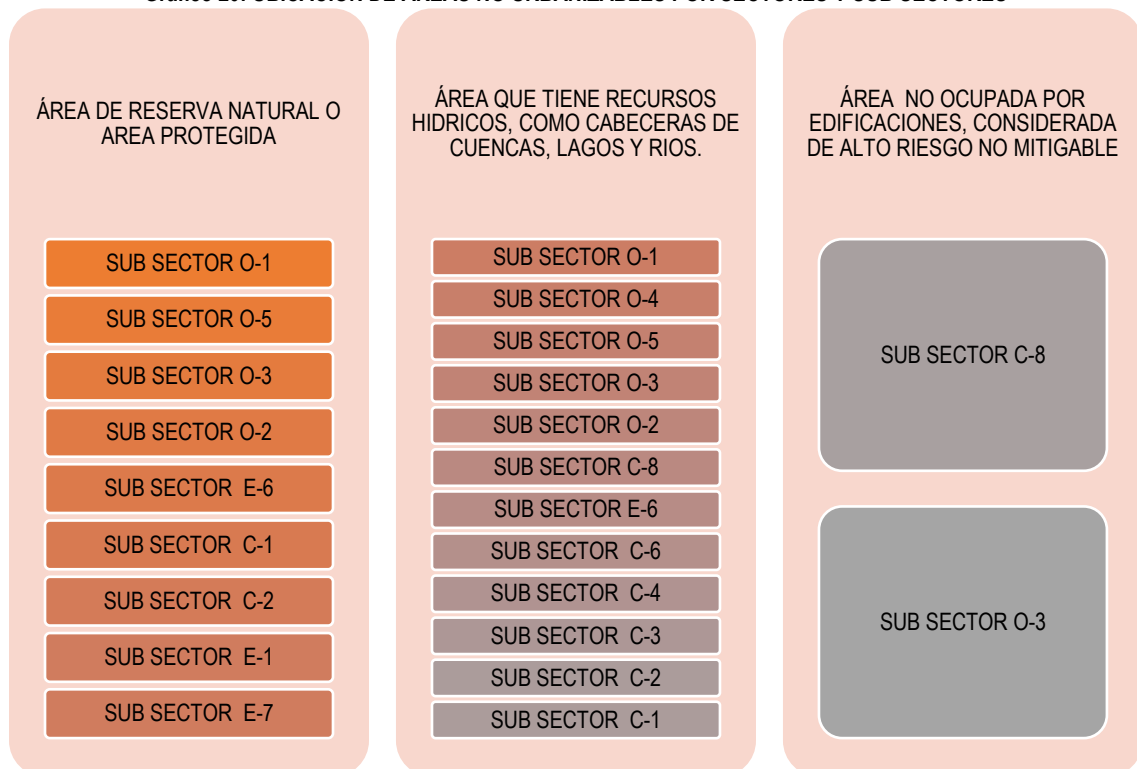 ÁREA DE RESERVA NATURAL O
AREA PROTEGIDA
SUB SECTOR O-1
SUB SECTOR O-5
SUB SECTOR O-3
SUB SECTOR O-2
SUB SECTOR E-6
SUB SECTOR C-1
SUB SECTOR C-2
SUB SECTOR E-1
SUB SECTOR E-7
ÁREA QUE TIENE RECURSOS
HIDRICOS, COMO CABECERAS DE
CUENCAS, LAGOS Y RIOS.
SUB SECTOR O-1
SUB SECTOR O-4
SUB SECTOR O-5
SUB SECTOR O-3
SUB SECTOR O-2
SUB SECTOR C-8
SUB SECTOR E-6
SUB SECTOR C-6
SUB SECTOR C-4
SUB SECTOR C-3
SUB SECTOR C-2
SUB SECTOR C-1
ÁREA NO OCUPADA POR
EDIFICACIONES, CONSIDERADA
DE ALTO RIESGO NO MITIGABLE
SUB SECTOR C-8
SUB SECTOR O-3